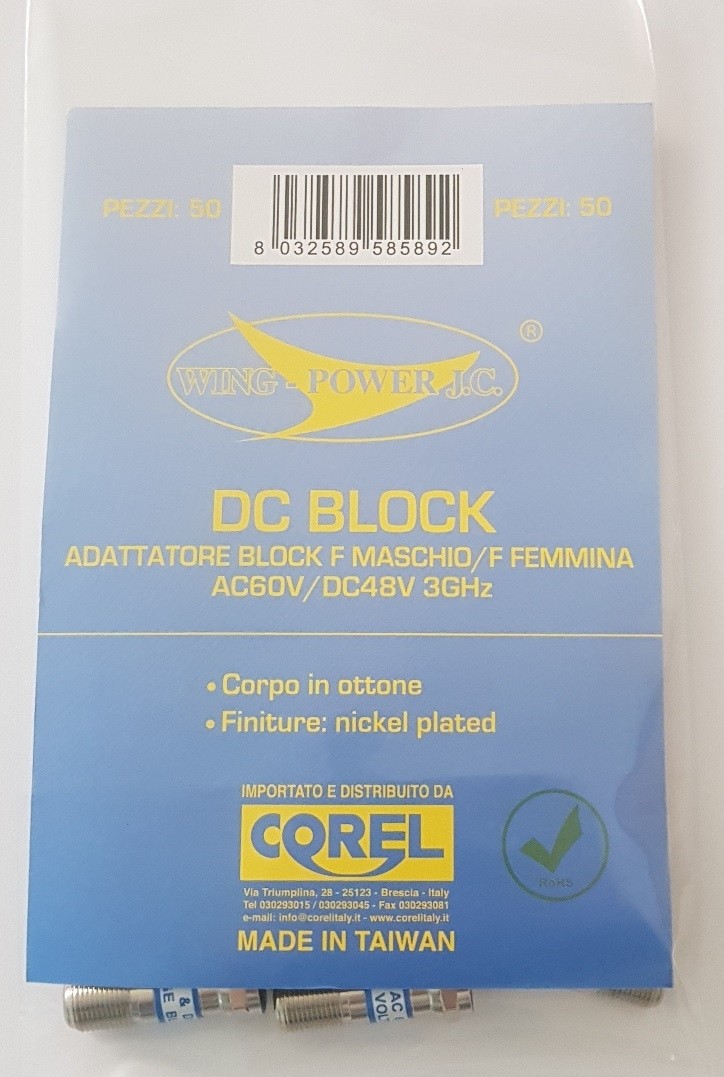 PEZZI: 50
8 032589 585892
PEZZI: 50
WING - POWER J.C. ®
DC BLOCK
ADATTATORE BLOCK F MASCHIO/F FEMMINA
AC60V/DC48V 3GHz
• Corpo in ottone
• Finiture: nickel plated
IMPORTATO E DISTRIBUITO DA
COREL
Via Triumplina, 28 - 25123 - Brescia - Italy
Tel 030293015 / 030293045 - Fax 030293081
e-mail: info@corelitaly.it - www.corelitaly.it
RoHS
MADE IN TAIWAN
& D
AC
VOL